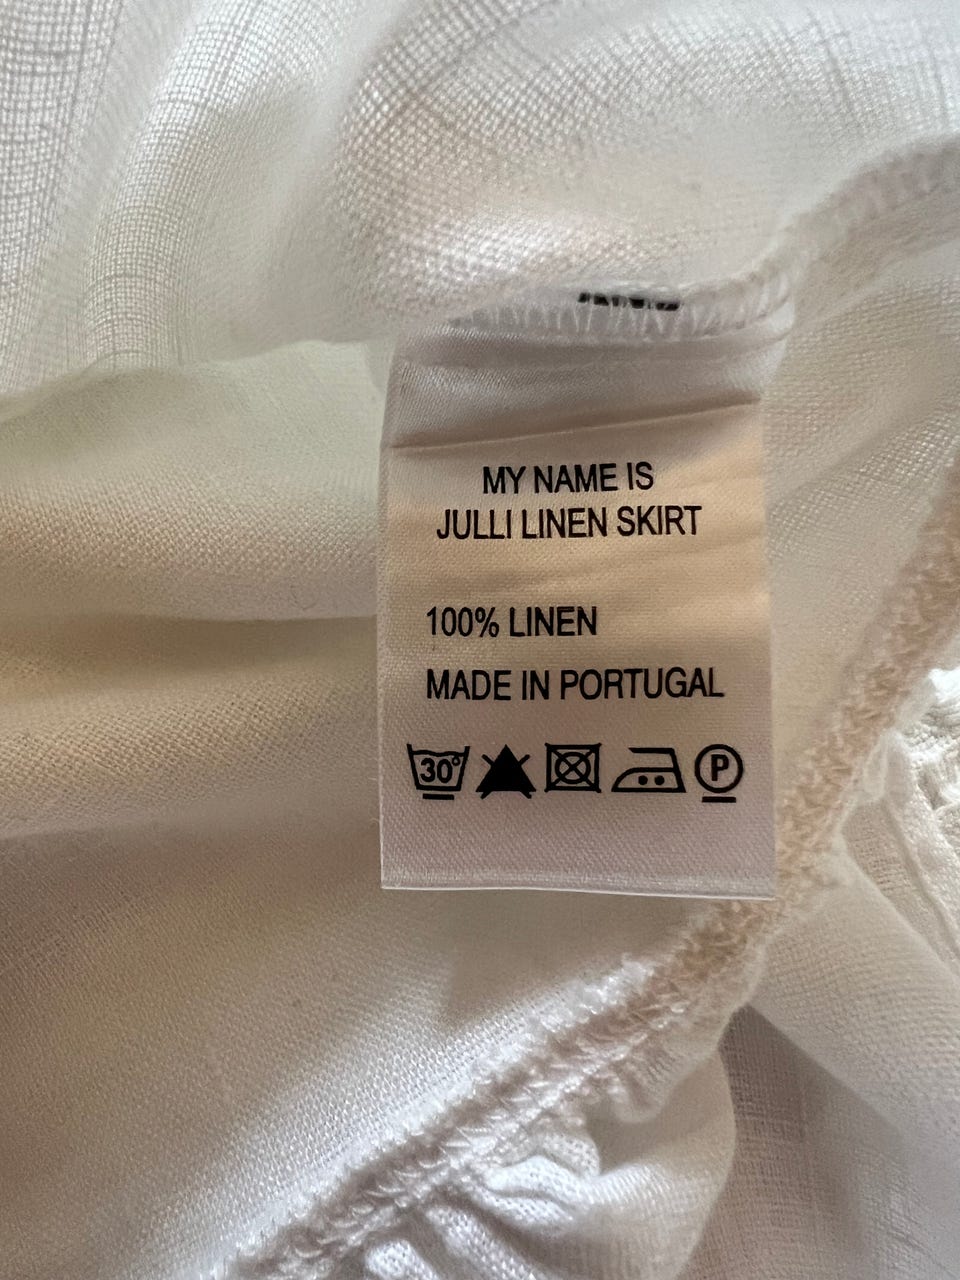 MY NAME IS
JULLI LINEN SKIRT
100% LINEN
MADE IN PORTUGAL
30° P